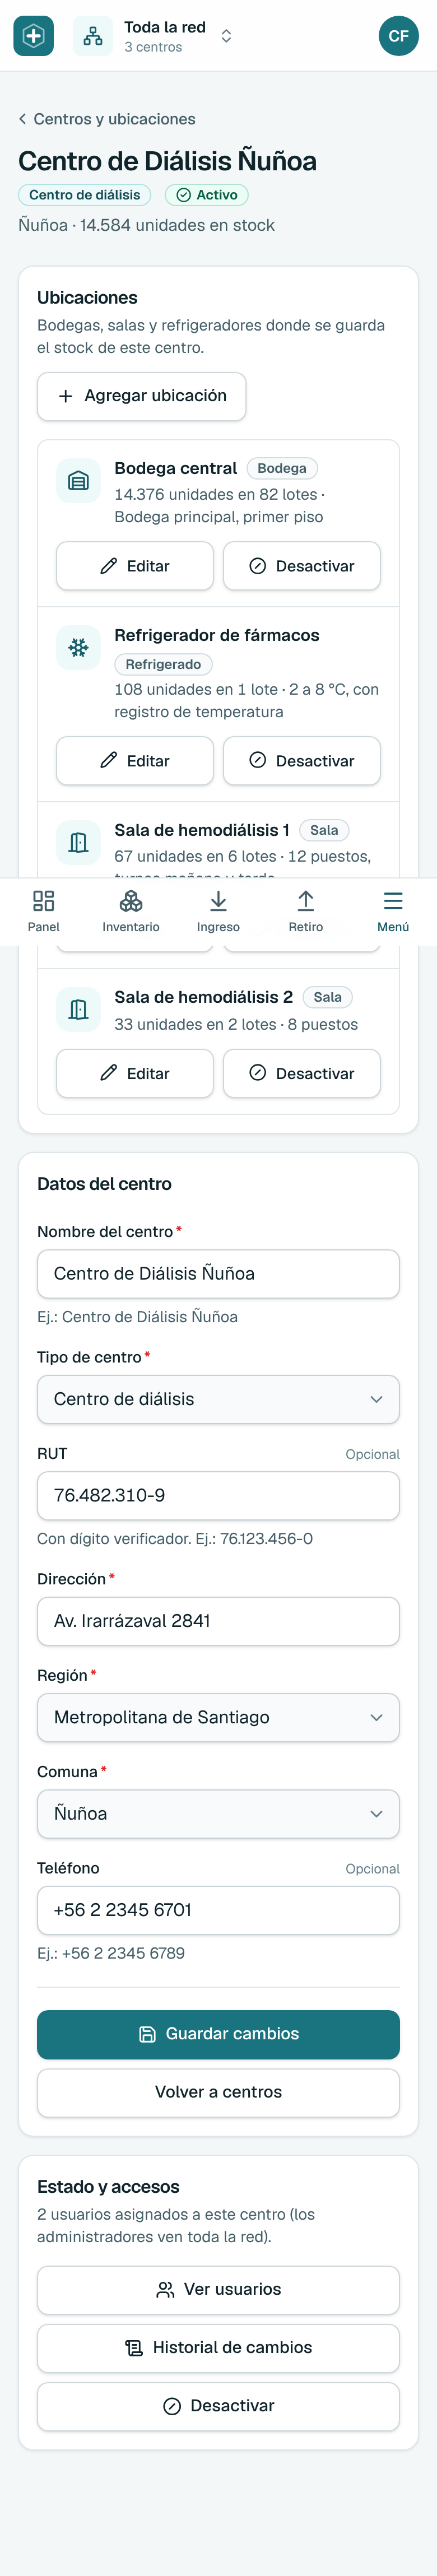 Toda la red
3 centros
CF
Centros y ubicaciones
Centro de Diálisis Ñuñoa
Centro de diálisis
Activo
Ñuñoa · 14.584 unidades en stock
Ubicaciones
Bodegas, salas y refrigeradores donde se guarda
el stock de este centro.
Agregar ubicación
Bodega central Bodega
14.376 unidades en 82 lotes ·
Bodega principal, primer piso
Editar Desactivar
Refrigerador de fármacos
Refrigerado
108 unidades en 1 lote · 2 a 8 °C, con
registro de temperatura
Editar Desactivar
Sala de hemodiálisis 1 Sala
67 unidades en 6 lotes · 12 puestos,
Panel Inventario Ingreso Retiro Menú
Sala de hemodiálisis 2 Sala
33 unidades en 2 lotes · 8 puestos
Editar Desactivar
Datos del centro
Nombre del centro *
Centro de Diálisis Ñuñoa
Ej.: Centro de Diálisis Ñuñoa
Tipo de centro *
Centro de diálisis
RUT Opcional
76.482.310-9
Con dígito verificador. Ej.: 76.123.456-0
Dirección *
Av. Irarrázaval 2841
Región *
Metropolitana de Santiago
Comuna *
Ñuñoa
Teléfono Opcional
+56 2 2345 6701
Ej.: +56 2 2345 6789
Guardar cambios
Volver a centros
Estado y accesos
2 usuarios asignados a este centro (los
administradores ven toda la red).
Ver usuarios
Historial de cambios
Desactivar